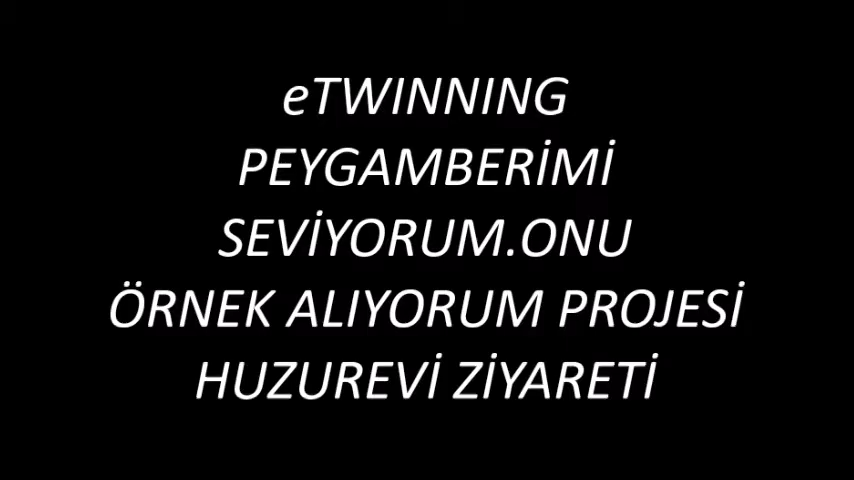 eTWINNING
PEYGAMBERİMİ
SEVİYORUM.ONU
ÖRNEK ALIYORUM PROJESİ
HUZUREVİ ZİYARETİ